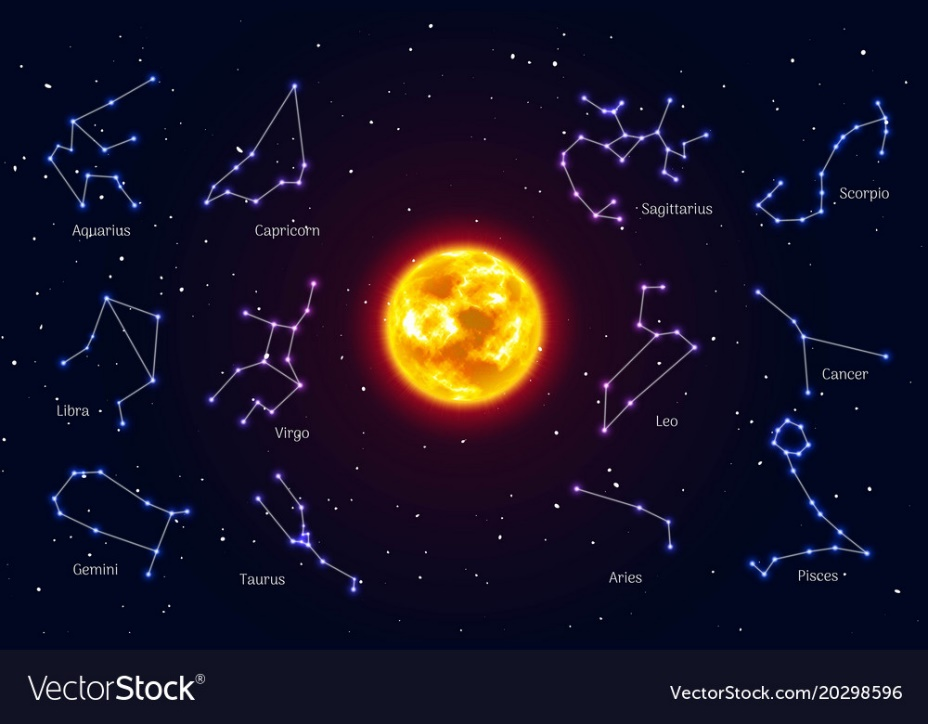 Aquarius
Capricorn
Sagittarius
Scorpio
Libra
Virgo
Leo
Cancer
Gemini
Taurus
Aries
Pisces
VectorStock®
VectorStock.com/20298596